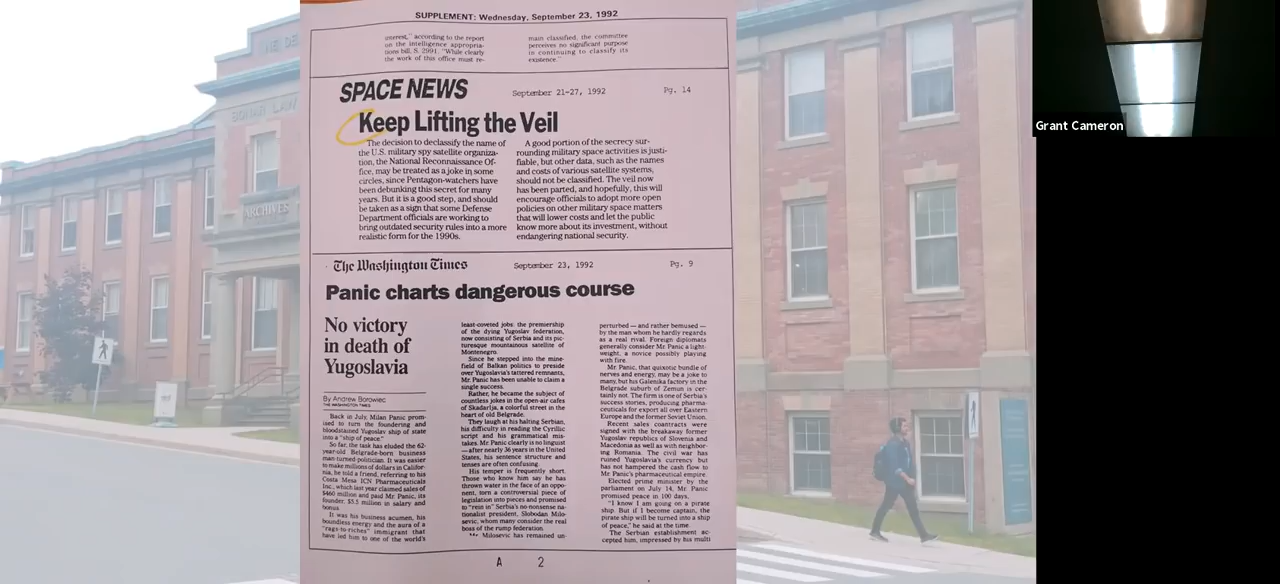 SUPPLEMENT: Wednesday, September 23, 1992
interest," according to the report
on the intelligence appropria-
tions bill, S. 2991. "While clearly
the work of this office must re-
main classified, the committee
perceives no significant purpose
in continuing to classify its
existence."
SPACE NEWS
September 21-27, 1992
Pg. 14
Keep Lifting the Veil
The decision to declassify the name of
the U.S. military spy satellite organiza-
tion, the National Reconnaissance Of-
fice, may be treated as a joke in some
circles, since Pentagon-watchers have
been debunking this secret for many
years. But it is a good step, and should
be taken as a sign that some Defense
Department officials are working to
bring outdated security rules into a more
realistic form for the 1990s.
A good portion of the secrecy sur-
rounding military space activities is justi-
fiable, but other data, such as the names
and costs of various satellite systems,
should not be classified. The veil now
has been parted, and hopefully, this will
encourage officials to adopt more open
policies on other military space matters
that will lower costs and let the public
know more about its investment, without
endangering national security.
The Washington Times
September 23, 1992
Pg. 9
Panic charts dangerous course
No victory
in death of
Yugoslavia
By Andrew Borowiec
THE WASHINGTON TIMES
Back in July, Milan Panic prom-
ised to turn the foundering and
bloodstained Yugoslav ship of state
into a "ship of peace."
So far, the task has eluded the 62-
year-old Belgrade-born business
man-turned politician. It was easier
to make millions of dollars in Califor-
nia, he told a friend, referring to his
Costa Mesa ICN Pharmaceuticals
Inc., which last year claimed sales of
$460 million and paid Mr. Panic, its
founder, $5.5 million in salary and
bonus.
It was his business acumen, his
boundless energy and the aura of a
"rags-to-riches" immigrant that
have led him to one of the world's
least-coveted jobs: the premiership
of the dying Yugoslav federation,
now consisting of Serbia and its pic-
turesque mountainous satellite of
Montenegro.
Since he stepped into the mine-
field of Balkan politics to preside
over Yugoslavia's tattered remnants,
Mr. Panic has been unable to claim a
single success.
Rather, he became the subject of
countless jokes in the open-air cafes
of Skadarlija, a colorful street in the
heart of old Belgrade.
They laugh at his halting Serbian,
his difficulty in reading the Cyrillic
script and his grammatical mis-
takes. Mr. Panic clearly is no linguist
— after nearly 36 years in the United
States, his sentence structure and
tenses are often confusing.
His temper is frequently short.
Those who know him say he has
thrown water in the face of an oppo-
nent, torn a controversial piece of
legislation into pieces and promised
to "rein in" Serbia's no-nonsense na-
tionalist president, Slobodan Milo-
sevic, whom many consider the real
boss of the rump federation.
Milosevic has remained un-
perturbed — and rather bemused —
by the man whom he hardly regards
as a real rival. Foreign diplomats
generally consider Mr. Panic a light-
weight, a novice possibly playing
with fire.
Mr. Panic, that quixotic bundle of
nerves and energy, may be a joke to
many, but his Galenika factory in the
Belgrade suburb of Zemun is cer-
tainly not. The firm is one of Serbia's
success stories, producing pharma-
ceuticals for export all over Eastern
Europe and the former Soviet Union.
Recent sales contracts were
signed with the breakaway former
Yugoslav republics of Slovenia and
Macedonia as well as with neighbor-
ing Romania. The civil war has
ruined Yugoslavia's currency but
has not hampered the cash flow to
Mr. Panic's pharmaceutical empire.
Elected prime minister by the
parliament on July 14, Mr. Panic
promised peace in 100 days.
"I know I am going on a pirate
ship. But if I become captain, the
pirate ship will be turned into a ship
of peace," he said at the time.
The Serbian establishment ac-
cepted him, impressed by his multi
A 2
ARCHIVES
Grant Cameron